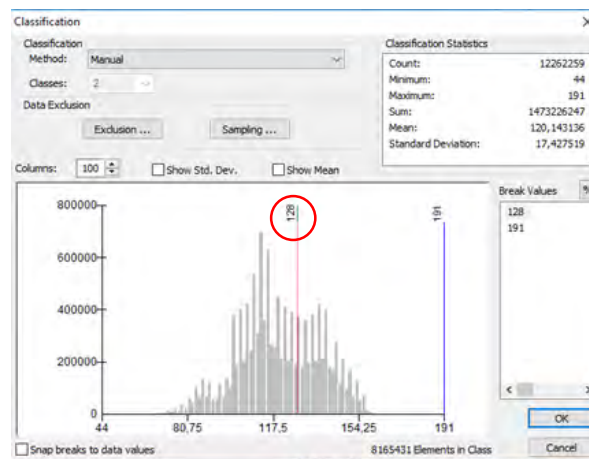 Classification
Classification
Method: Manual
Classes: 2
Data Exclusion
Exclusion ...
Sampling ...
Classification Statistics
Count: 12262259
Minimum: 44
Maximum: 191
Sum: 1473226247
Mean: 120,143136
Standard Deviation: 17,427519
Columns: 100
Show Std. Dev.
Show Mean
Break Values %
128
191
800000
600000
400000
200000
0
128
191
44 80,75 117,5 154,25 191
OK
Snap breaks to data values
8165431 Elements in Class
Cancel